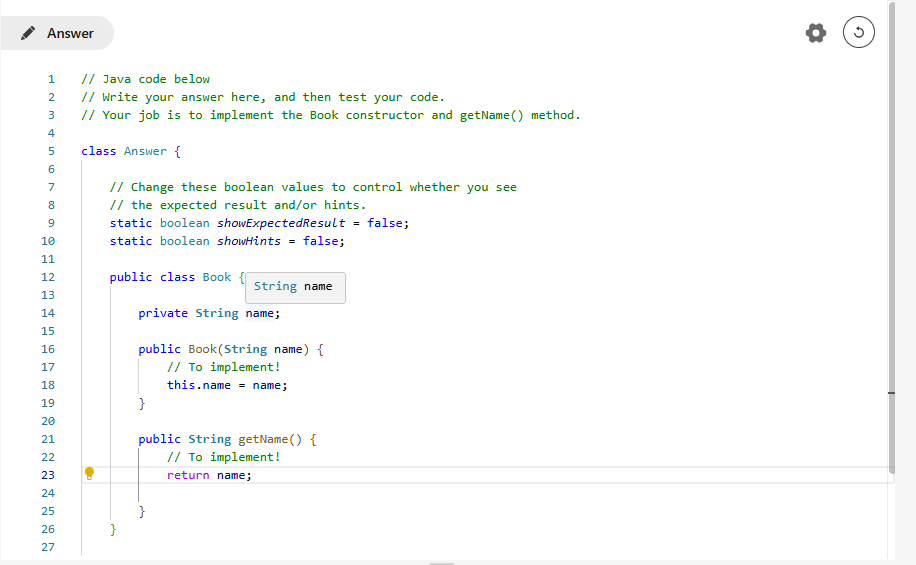 Answer
1 // Java code below
2 // Write your answer here, and then test your code.
3 // Your job is to implement the Book constructor and getName() method.
4
5 class Answer {
6
7 // Change these boolean values to control whether you see
8 // the expected result and/or hints.
9 static boolean showExpectedResult = false;
10 static boolean showHints = false;
11
12 public class Book {
String name
13
14 private String name;
15
16 public Book(String name) {
17 // To implement!
18 this.name = name;
19 }
20
21 public String getName() {
22 // To implement!
23 return name;
24
25 }
26 }
27